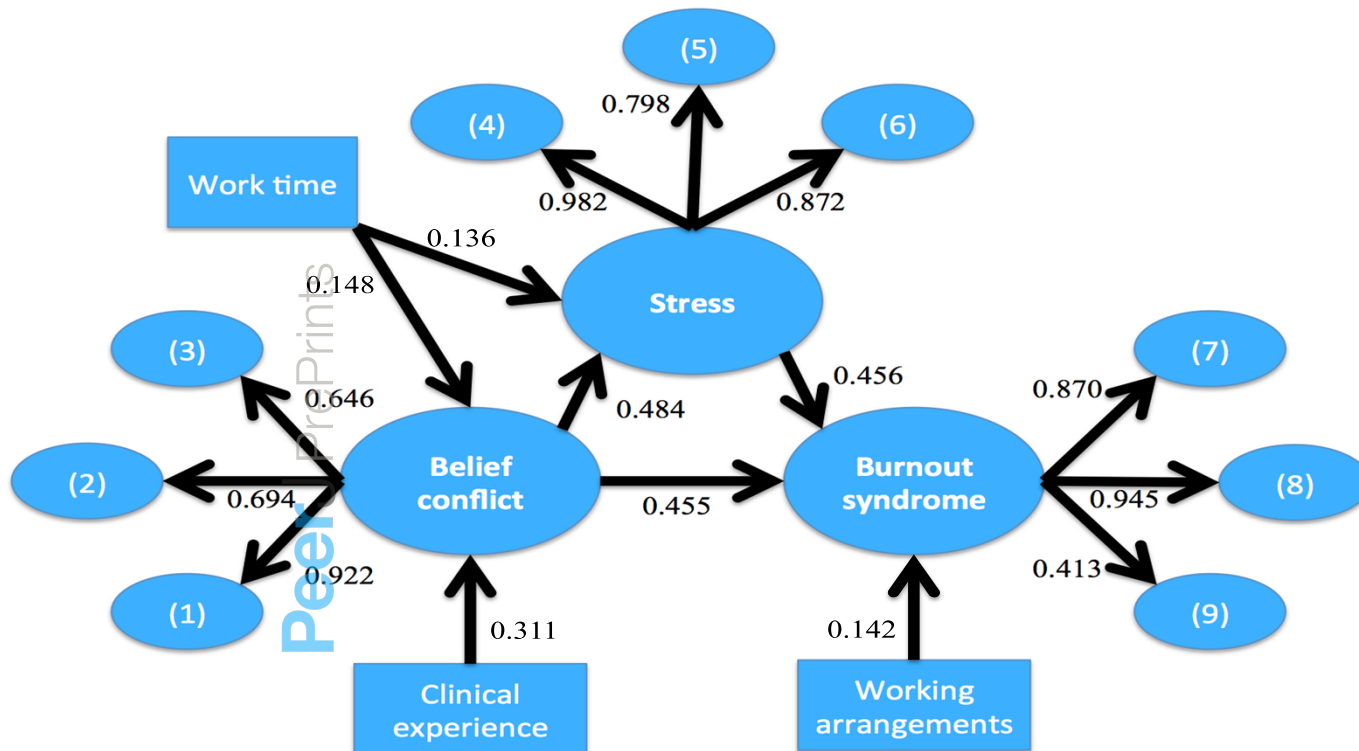 (5)
0.798
(4)
(6)
Work time
0.982
0.872
0.136
0.148
Stress
(3)
(7)
0.646
0.484
0.456
0.870
(2)
Belief
conflict
Burnout
syndrome
(8)
0.694
0.455
0.945
0.922
0.413
(1)
(9)
0.311
0.142
Clinical
experience
Working
arrangements
PeerJ PrePrints